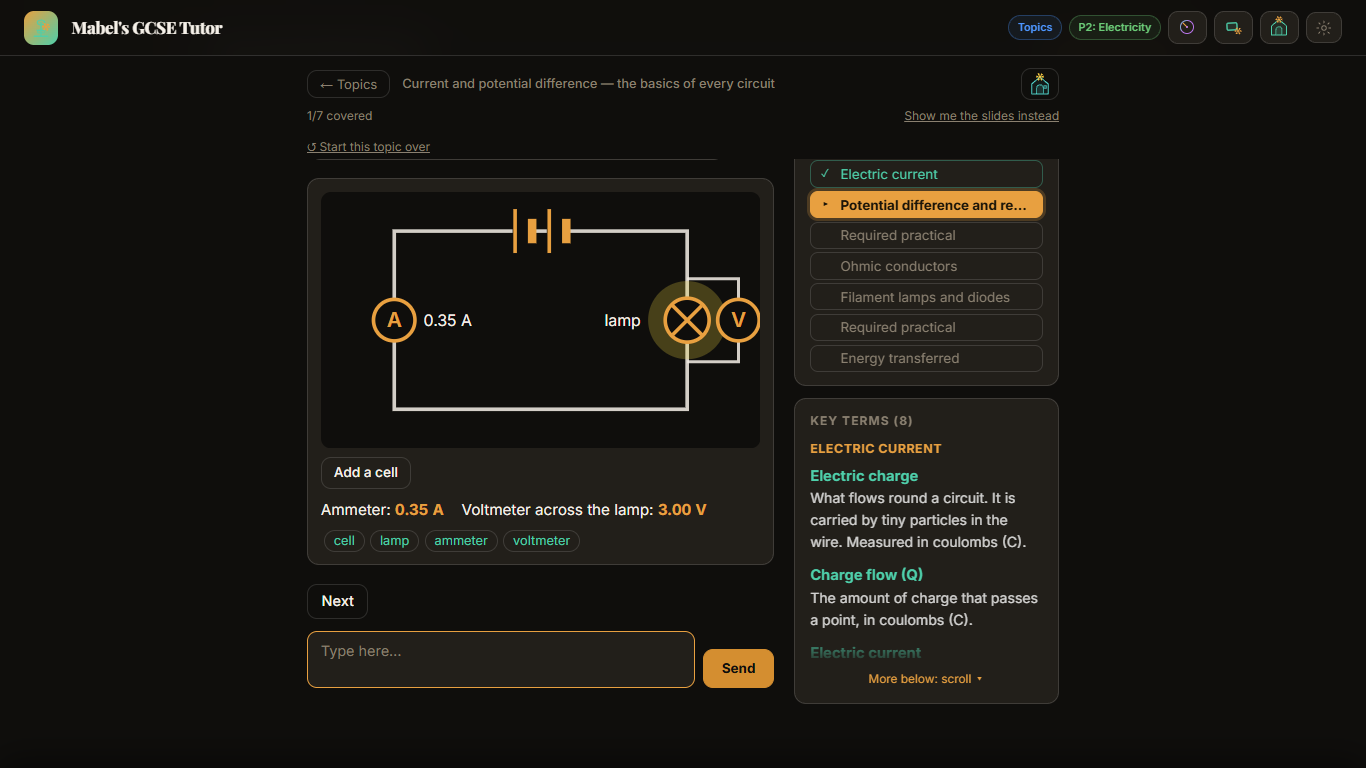 Mabel's GCSE Tutor
Topics
P2: Electricity
← Topics
Current and potential difference — the basics of every circuit
1/7 covered
Show me the slides instead
↺ Start this topic over
A
0.35 A
lamp
V
Add a cell
Ammeter: 0.35 A
Voltmeter across the lamp: 3.00 V
cell
lamp
ammeter
voltmeter
Next
Type here...
Send
✓ Electric current
‣ Potential difference and re...
Required practical
Ohmic conductors
Filament lamps and diodes
Required practical
Energy transferred
KEY TERMS (8)
ELECTRIC CURRENT
Electric charge
What flows round a circuit. It is
carried by tiny particles in the
wire. Measured in coulombs (C).
Charge flow (Q)
The amount of charge that passes
a point, in coulombs (C).
Electric current
More below: scroll ▾